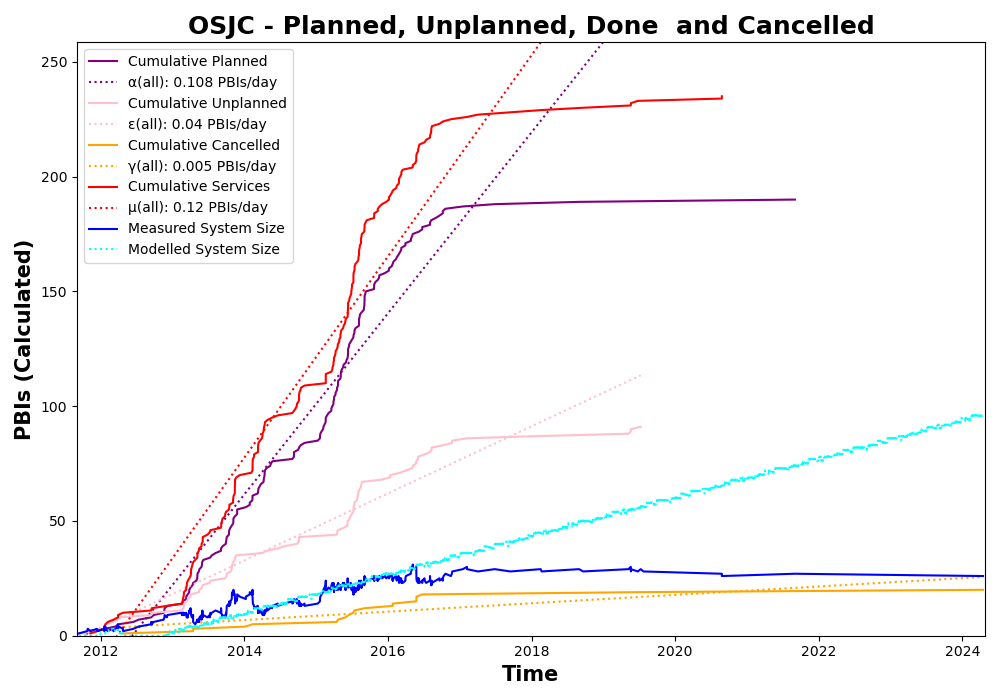 OSJC - Planned, Unplanned, Done  and Cancelled
PBIs (Calculated)
250
200
150
100
50
0
Cumulative Planned
α(all): 0.108 PBIs/day
Cumulative Unplanned
ε(all): 0.04 PBIs/day
Cumulative Cancelled
γ(all): 0.005 PBIs/day
Cumulative Services
μ(all): 0.12 PBIs/day
Measured System Size
Modelled System Size
2012 2014 2016 2018 2020 2022 2024
Time